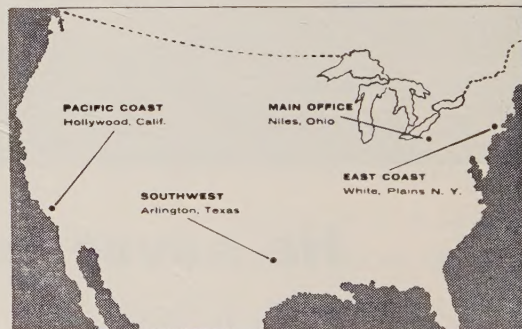 PACIFIC COAST
Hollywood, Calif.
MAIN OFFICE
Niles, Ohio
EAST COAST
White, Plains N. Y.
SOUTHWEST
Arlington, Texas